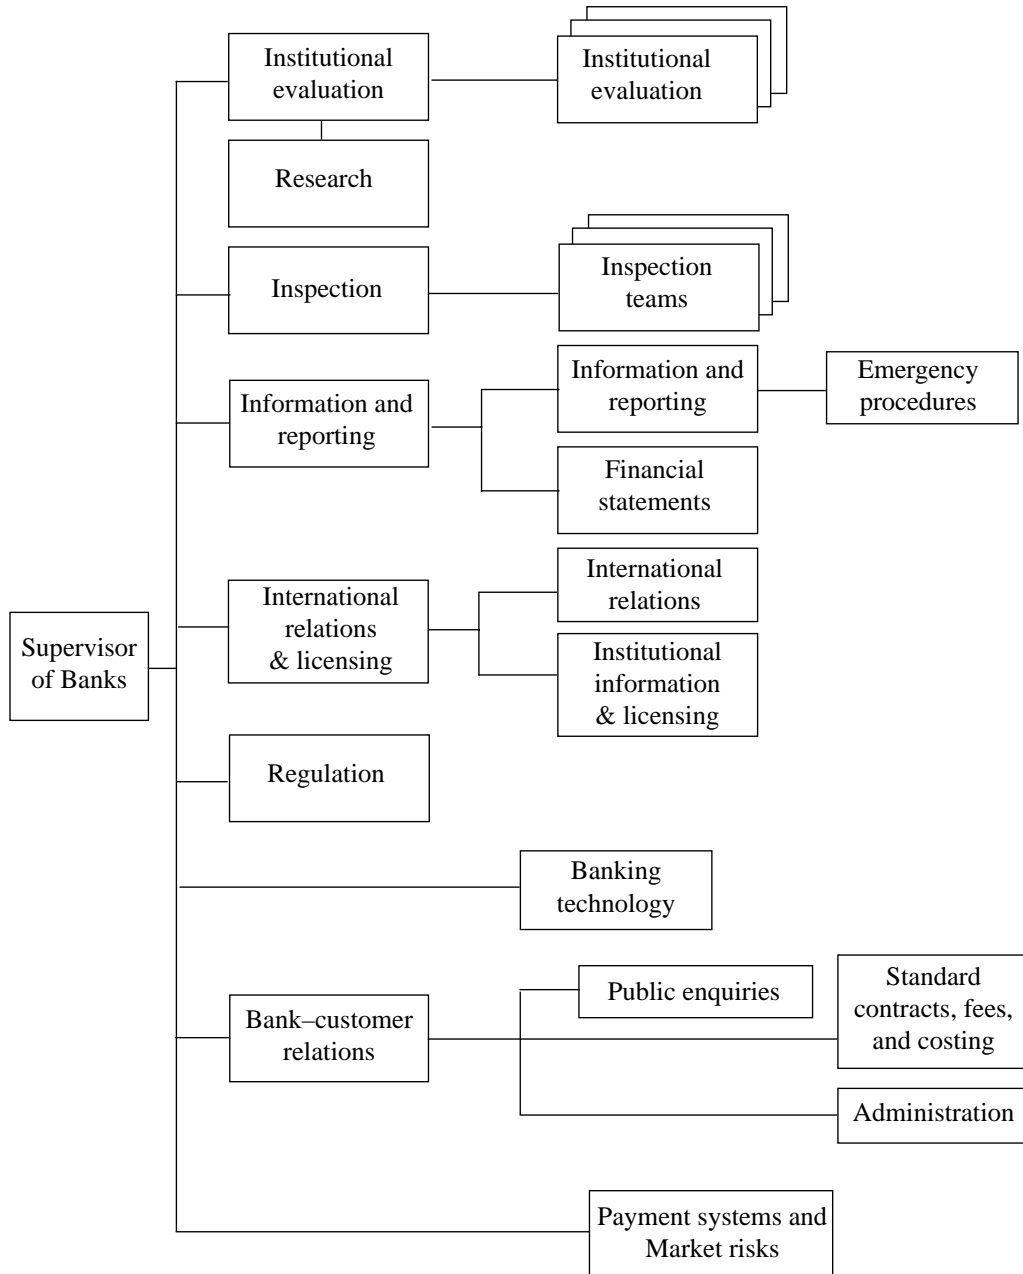 Institutional
evaluation
Institutional
evaluation
Research
Inspection
Inspection
teams
Information and
reporting
Information and
reporting
Emergency
procedures
Financial
statements
International
relations
& licensing
International
relations
Institutional
information
& licensing
Supervisor
of Banks
Regulation
Banking
technology
Bank–customer
relations
Public enquiries
Standard
contracts, fees,
and costing
Administration
Payment systems and
Market risks